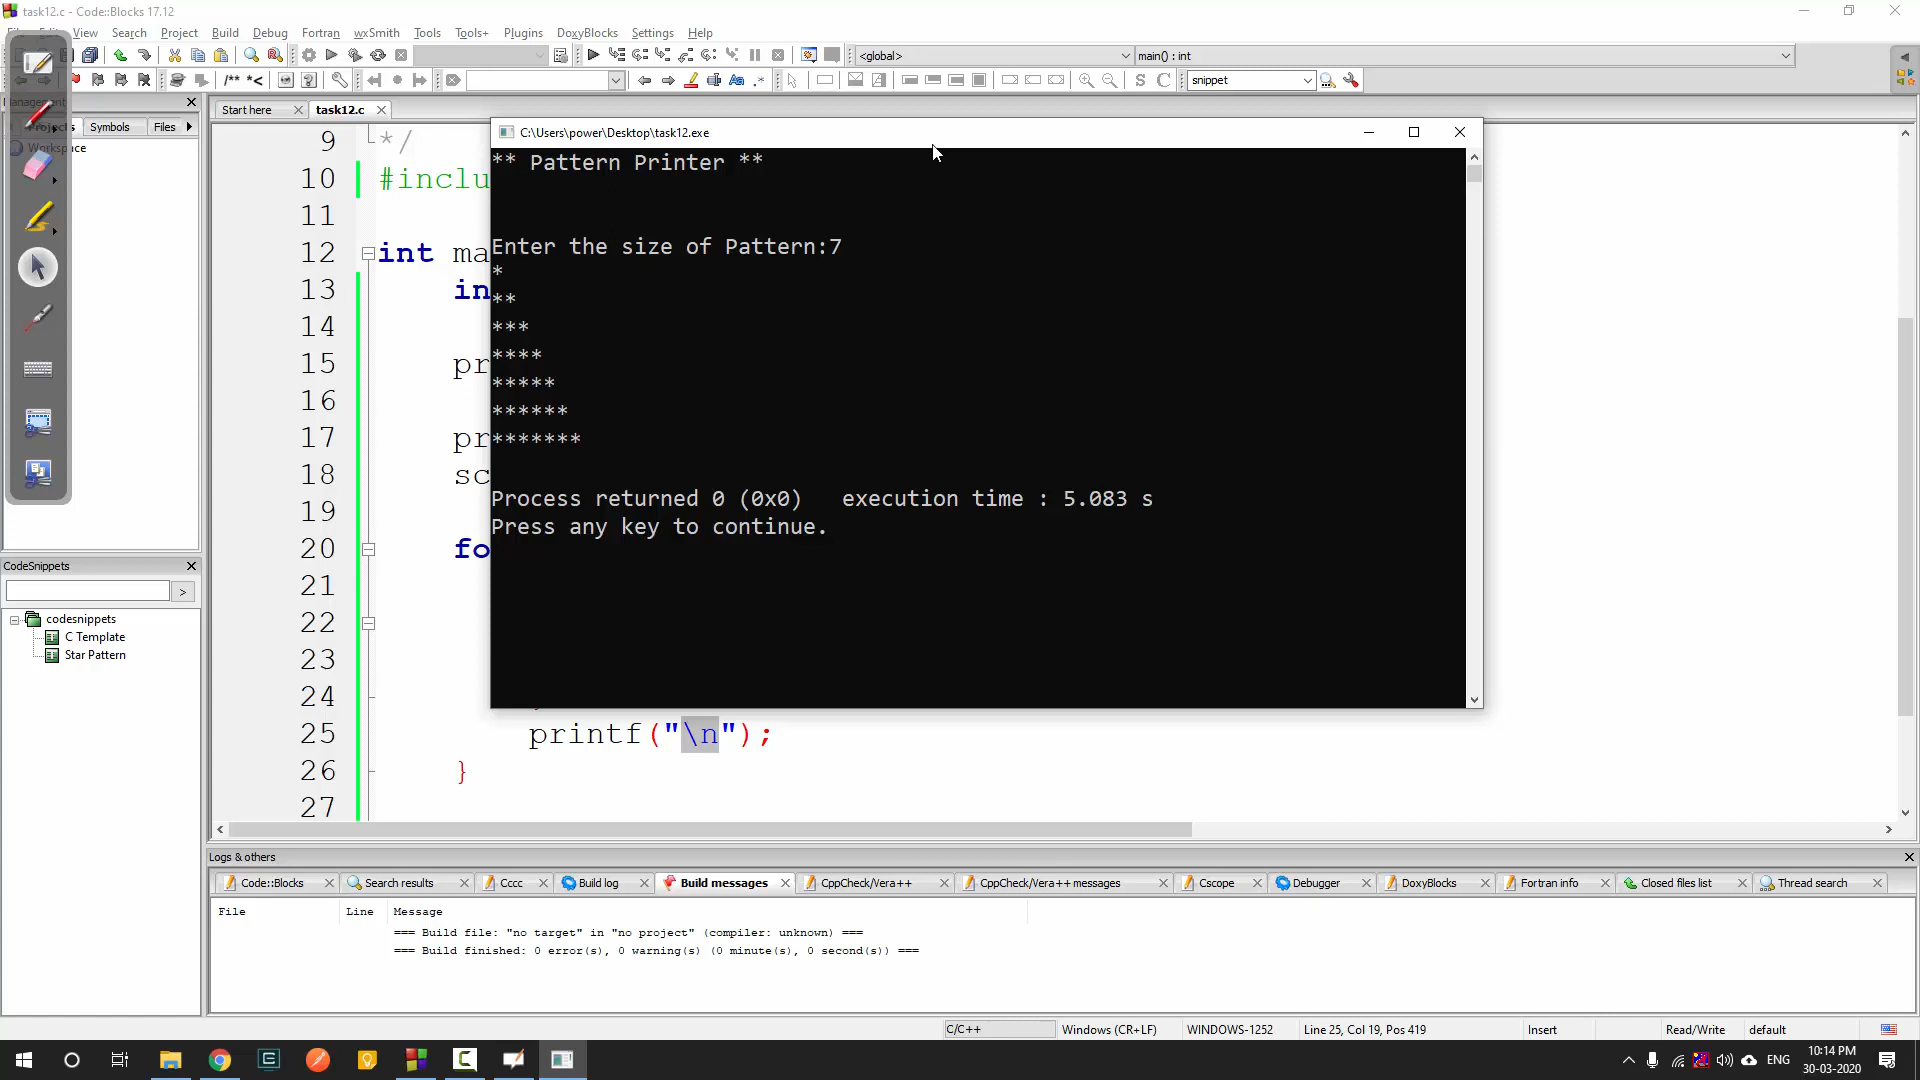 task12.c - Code::Blocks 17.12
View Search Project Build Debug Fortran wxSmith Tools Tools+ Plugins DoxyBlocks Settings Help
<global> main() : int
/** *< snippet
Start here task12.c
Symbols Files
Workspace
C:\Users\power\Desktop\task12.exe
** Pattern Printer **
Enter the size of Pattern:7
*
**
***
****
*****
******
*******
Process returned 0 (0x0) execution time : 5.083 s
Press any key to continue.
9 */
10 #inclu
11
12 int ma
13 in
14
15 pr
16
17 pr
18 sc
19
20 fo
21
22
23
24
25 printf("\n");
26 }
27
CodeSnippets
>
codesnippets
C Template
Star Pattern
Logs & others
Code::Blocks Search results Cccc Build log Build messages CppCheck/Vera++ CppCheck/Vera++ messages Cscope Debugger DoxyBlocks Fortran info Closed files list Thread search
File Line Message
=== Build file: "no target" in "no project" (compiler: unknown) ===
=== Build finished: 0 error(s), 0 warning(s) (0 minute(s), 0 second(s)) ===
C/C++ Windows (CR+LF) WINDOWS-1252 Line 25, Col 19, Pos 419 Insert Read/Write default
ENG 10:14 PM
30-03-2020